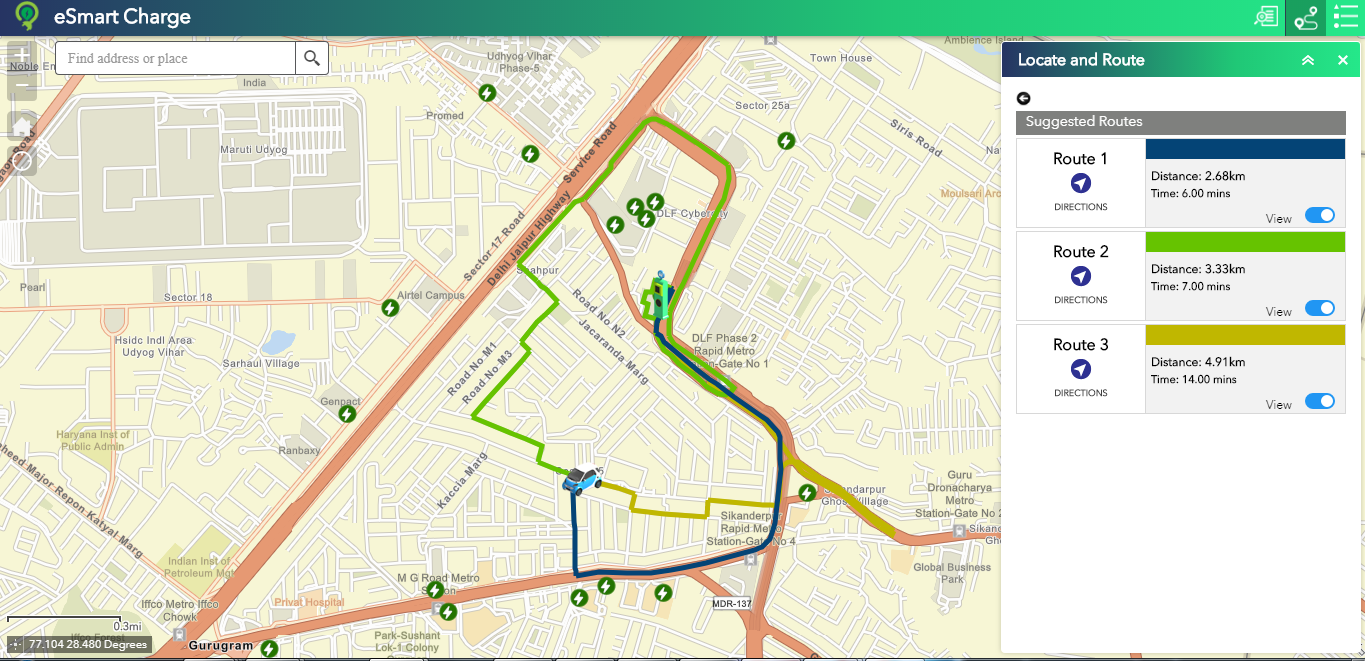 eSmart Charge
Find address or place
Noble En
Udhyog Vihar
Phase-5
Ambience Island
Town House
India
Promed
Sector 25a
Siris Road
Maruti Udyog
Service Road
Moulsari
DLF Cybercity
Sector 17 Road
Delhi Jaipur Highway
Shahpur
Pearl
Sector 18
Airtel Campus
Road No.N2
Jacaranda Marg
Hsidc Indl Area
Udyog Vihar
Sarhaul Village
Road No.M1
Road No.M3
DLF Phase 2
Rapid Metro
Station-Gate No 1
Genpact
Haryana Inst of
Public Admin
Ranbaxy
Kaccia Marg
Sikandarpur
Ghosi Village
Guru
Dronacharya
Metro
Station-Gate No 2
Major Repon Katyal Marg
Sikanderpur
Rapid Metro
Station-Gate No 4
Indian Inst of
Petroleum Mgt
Global Business
Park
M G Road Metro
Station
Iffco Metro
Iffco
Chowk
Privat Hospital
MDR-137
Park-Sushant
Lok-1 Colony
Gurugram
0.3mi
77.104 28.480 Degrees
Locate and Route
Suggested Routes
Route 1
DIRECTIONS
Distance: 2.68km
Time: 6.00 mins
View
Route 2
DIRECTIONS
Distance: 3.33km
Time: 7.00 mins
View
Route 3
DIRECTIONS
Distance: 4.91km
Time: 14.00 mins
View